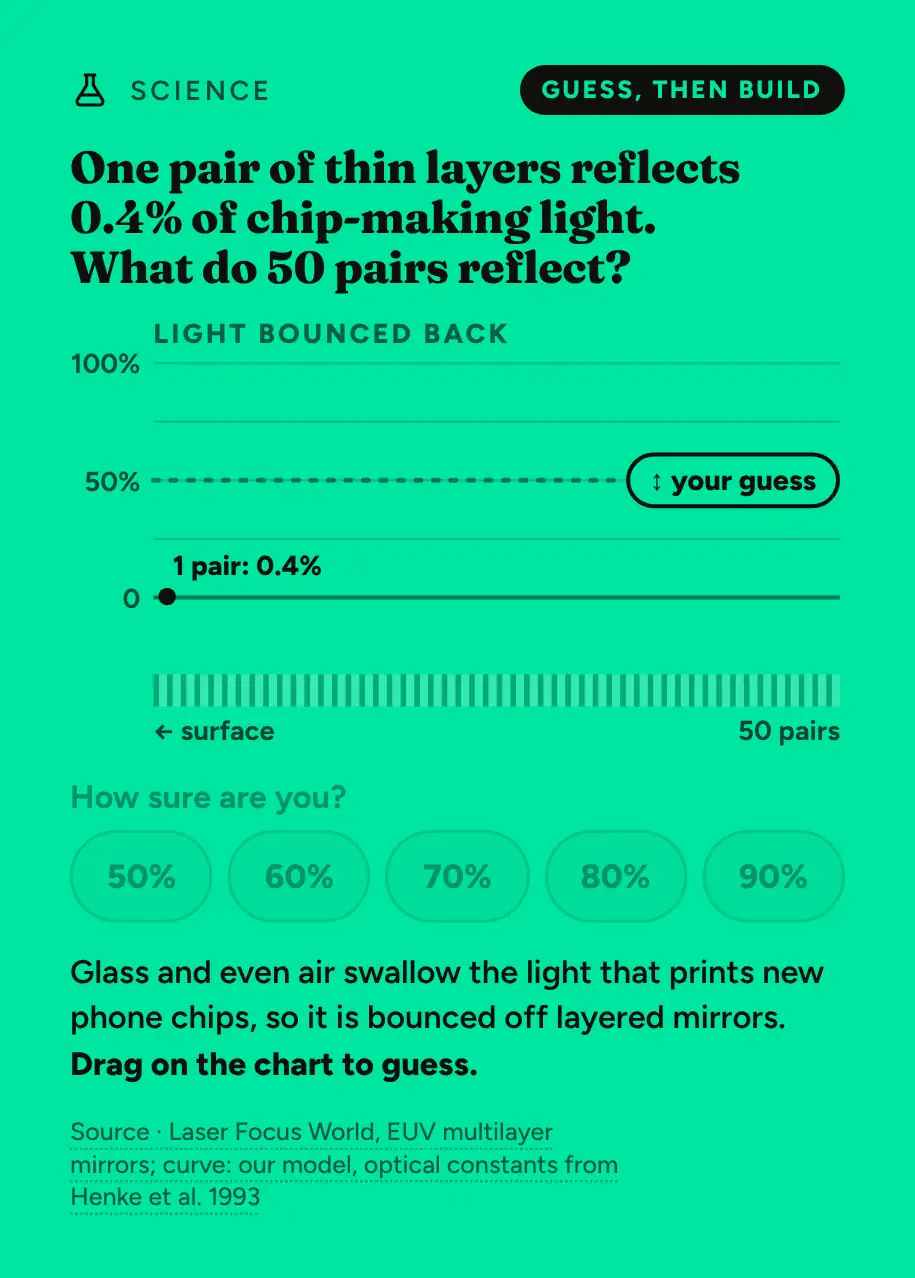 SCIENCE
GUESS, THEN BUILD
One pair of thin layers reflects
0.4% of chip-making light.
What do 50 pairs reflect?
LIGHT BOUNCED BACK
100%
50%
↕ your guess
1 pair: 0.4%
0
← surface
50 pairs
How sure are you?
50%
60%
70%
80%
90%
Glass and even air swallow the light that prints new
phone chips, so it is bounced off layered mirrors.
Drag on the chart to guess.
Source · Laser Focus World, EUV multilayer
mirrors; curve: our model, optical constants from
Henke et al. 1993